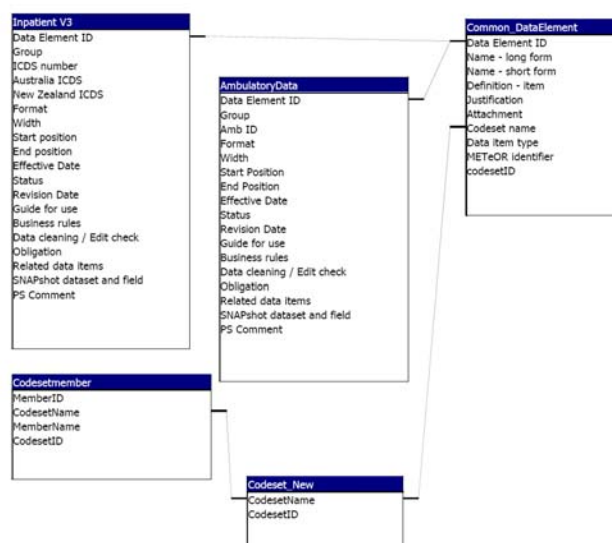 Inpatient V3
Data Element ID
Group
ICDS number
Australia ICDS
New Zealand ICDS
Format
Width
Start position
End position
Effective Date
Status
Revision Date
Guide for use
Business rules
Data cleaning / Edit check
Obligation
Related data items
SNAPshot dataset and field
PS Comment
AmbulatoryData
Data Element ID
Group
Amb ID
Format
Width
Start Position
End Position
Effective Date
Status
Revision Date
Guide for use
Business rules
Data cleaning / Edit check
Obligation
Related data items
SNAPshot dataset and field
PS Comment
Common_DataElement
Data Element ID
Name - long form
Name - short form
Definition - item
Justification
Attachment
Codeset name
Data item type
METeOR identifier
codesetID
Codesetmember
MemberID
CodesetName
MemberName
CodesetID
Codeset_New
CodesetName
CodesetID